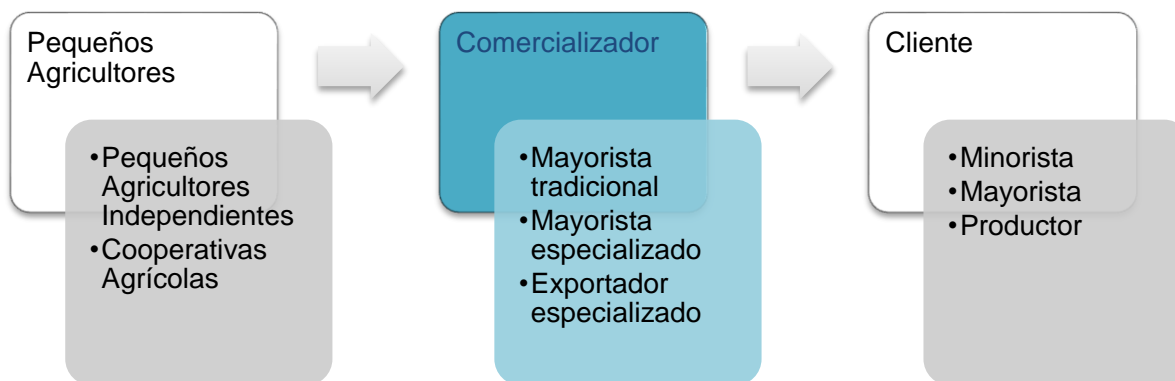 Pequeños
Agricultores
•Pequeños
Agricultores
Independientes
•Cooperativas
Agrícolas
Comercializador
•Mayorista
tradicional
•Mayorista
especializado
•Exportador
especializado
Cliente
•Minorista
•Mayorista
•Productor